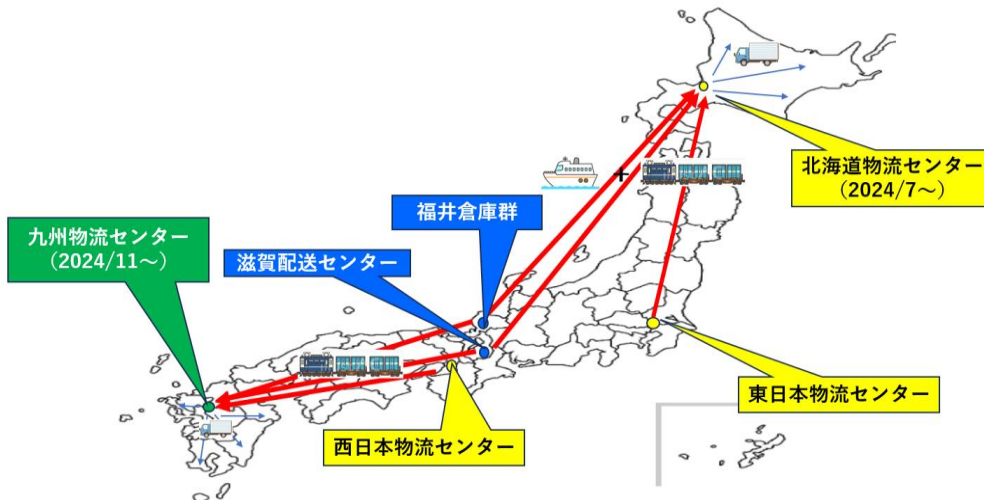 北海道物流センター
（2024/7～）
+
福井倉庫群
九州物流センター
（2024/11～）
滋賀配送センター
東日本物流センター
西日本物流センター